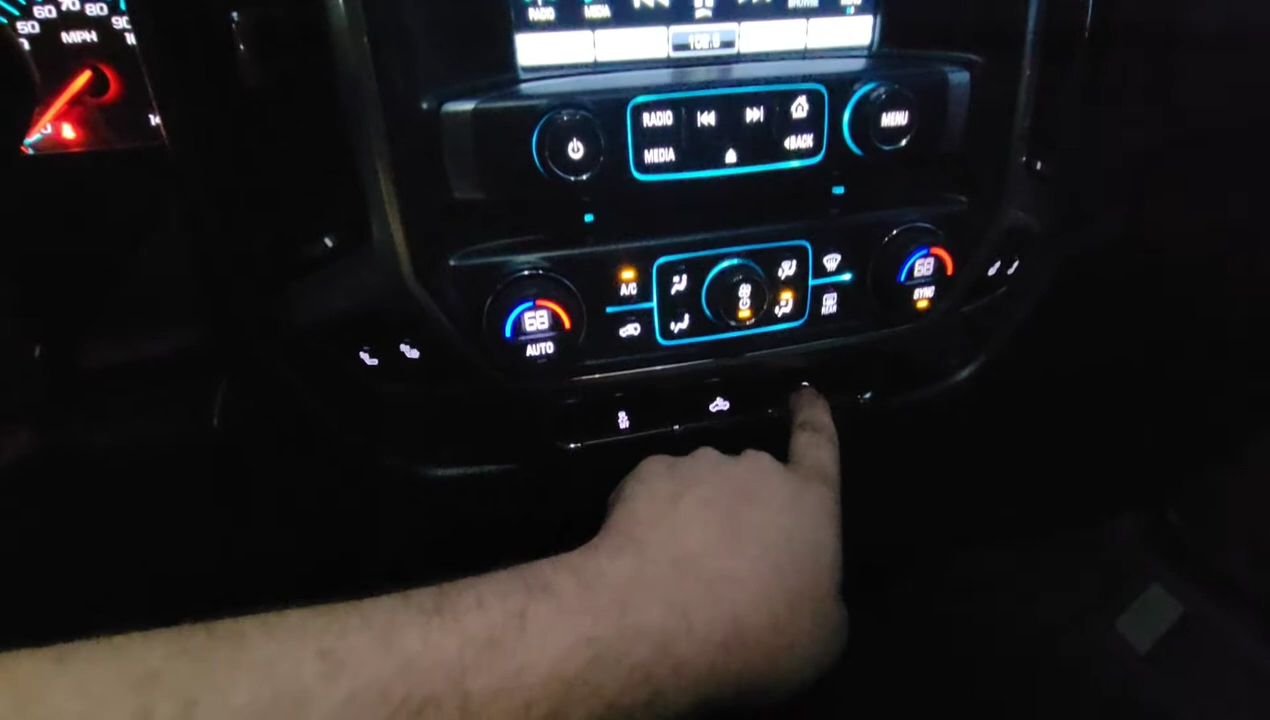 50 60 70 80 90
MPH
RADIO MEDIA
RADIO
MEDIA
BACK
MENU
A/C
68
AUTO
REAR
68
SYNC